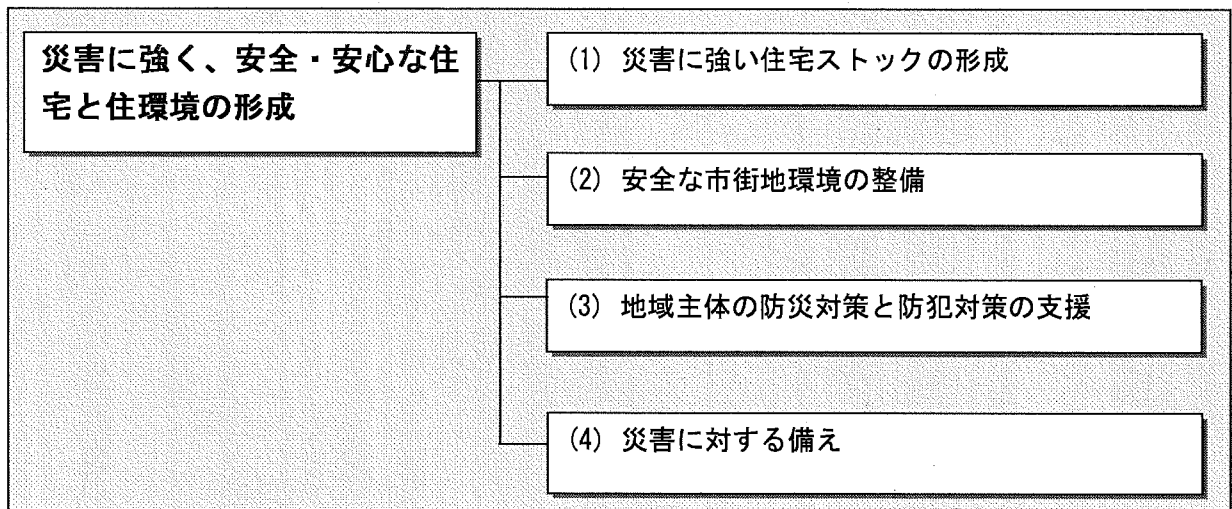 災害に強く、安全・安心な住
宅と住環境の形成
(1) 災害に強い住宅ストックの形成
(2) 安全な市街地環境の整備
(3) 地域主体の防災対策と防犯対策の支援
(4) 災害に対する備え